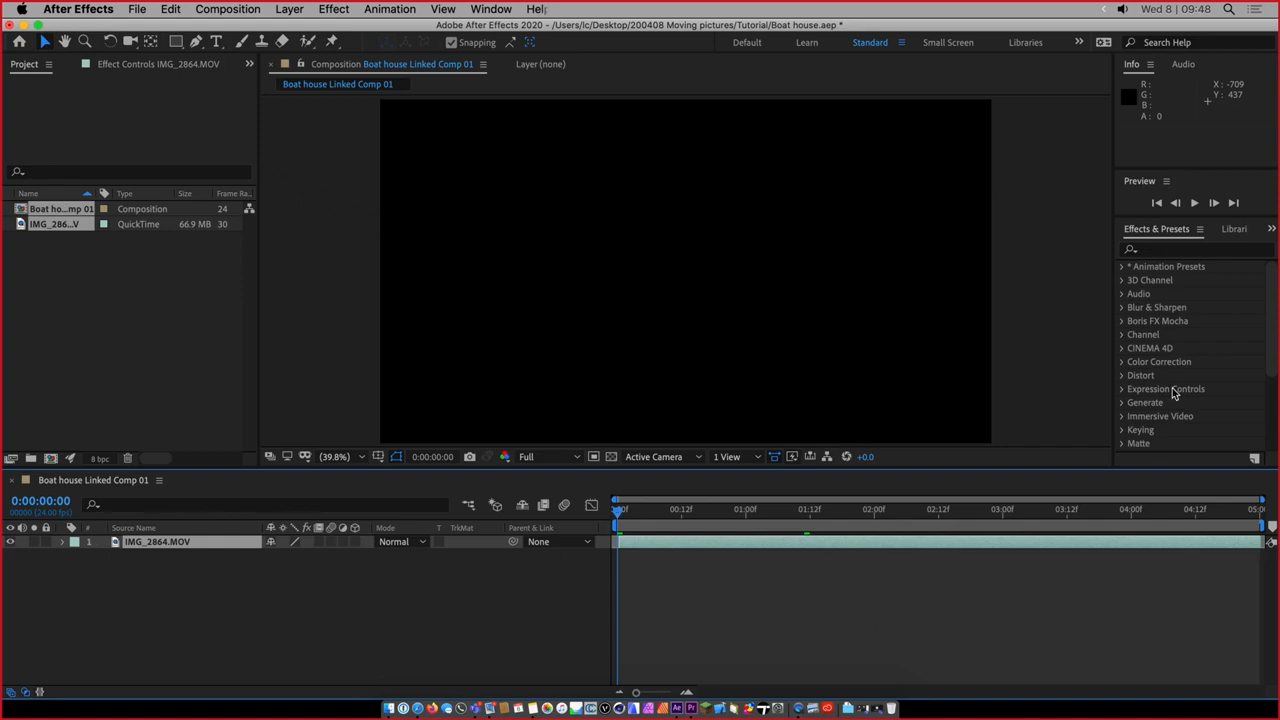 After Effects File Edit Composition Layer Effect Animation View Window Help Wed 8 | 09:48
Adobe After Effects 2020 - /Users/lc/Desktop/200408 Moving pictures/Tutorial/Boat house.aep *
Snapping Default Learn Standard Small Screen Libraries Search Help
Project Effect Controls IMG_2864.MOV Composition Boat house Linked Comp 01 Layer (none) Info Audio
Boat house Linked Comp 01
R: X: -709
G: Y: 437
B:
A: 0
Preview
Name Type Size Frame Ra...
Boat ho...mp 01 Composition 24
IMG_286...V QuickTime 66.9 MB 30
Effects & Presets Librari
* Animation Presets
3D Channel
Audio
Blur & Sharpen
Boris FX Mocha
Channel
CINEMA 4D
Color Correction
Distort
Expression Controls
Generate
Immersive Video
Keying
Matte
8 bpc (39.8%) 0:00:00:00 Full Active Camera 1 View +0.0
Boat house Linked Comp 01
0:00:00:00
00000 (24.00 fps)
:00f 00:12f 01:00f 01:12f 02:00f 02:12f 03:00f 03:12f 04:00f 04:12f 05:0
# Source Name Mode T TrkMat Parent & Link
1 IMG_2864.MOV Normal None